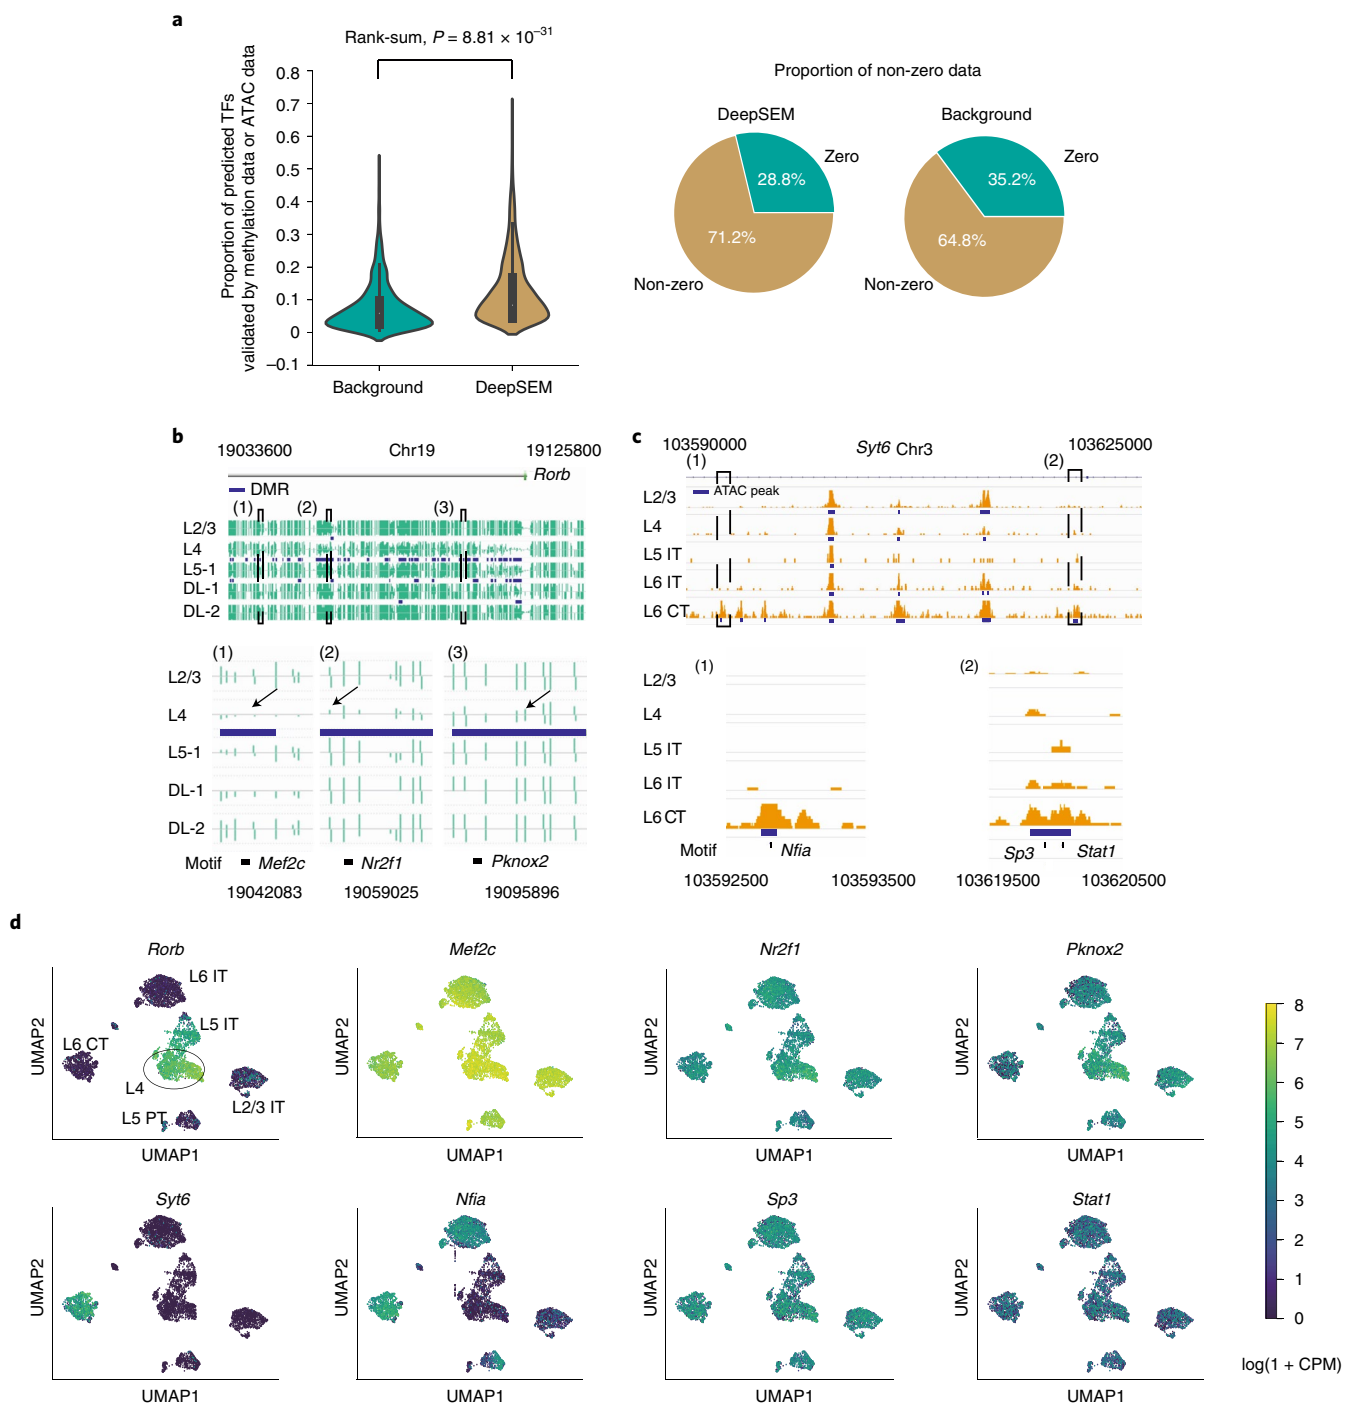 a
Rank-sum, P = 8.81 × 10−31
Proportion of predicted TFs
validated by methylation data or ATAC data
0.8
0.7
0.6
0.5
0.4
0.3
0.2
0.1
0
–0.1
Background
DeepSEM
Proportion of non-zero data
DeepSEM
Zero
28.8%
71.2%
Non-zero
Background
Zero
35.2%
64.8%
Non-zero
b
19033600
Chr19
19125800
Rorb
DMR
(1)
(2)
(3)
L2/3
L4
L5-1
DL-1
DL-2
(1)
(2)
(3)
L2/3
L4
L5-1
DL-1
DL-2
Motif
Mef2c
Nr2f1
Pknox2
19042083
19059025
19095896
c
103590000
Syt6 Chr3
103625000
(1)
(2)
ATAC peak
L2/3
L4
L5 IT
L6 IT
L6 CT
(1)
(2)
L2/3
L4
L5 IT
L6 IT
L6 CT
Motif
Nfia
Sp3
Stat1
103592500
103593500
103619500
103620500
d
Rorb
L6 IT
L5 IT
L6 CT
L4
L5 PT
L2/3 IT
UMAP2
UMAP1
Mef2c
UMAP2
UMAP1
Nr2f1
UMAP2
UMAP1
Pknox2
UMAP2
UMAP1
Syt6
UMAP2
UMAP1
Nfia
UMAP2
UMAP1
Sp3
UMAP2
UMAP1
Stat1
UMAP2
UMAP1
8
7
6
5
4
3
2
1
0
log(1 + CPM)